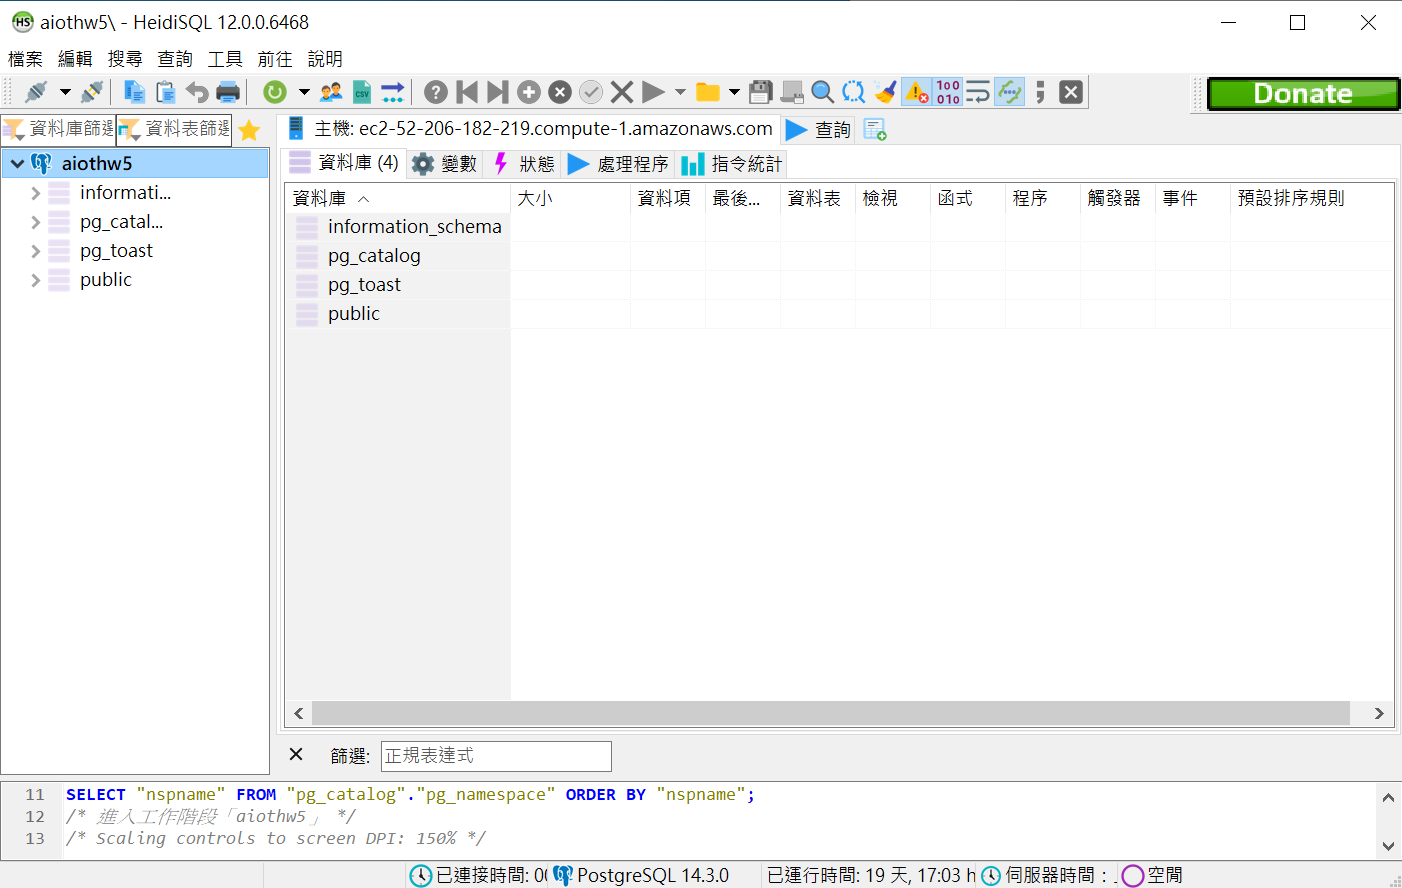 aiothw5\ - HeidiSQL 12.0.0.6468
檔案 編輯 搜尋 查詢 工具 前往 說明
Donate
資料庫篩選 資料表篩選
主機: ec2-52-206-182-219.compute-1.amazonaws.com 查詢
資料庫 (4) 變數 狀態 處理程序 指令統計
aiothw5
informati...
pg_catal...
pg_toast
public
資料庫 大小 資料項 最後... 資料表 檢視 函式 程序 觸發器 事件 預設排序規則
information_schema
pg_catalog
pg_toast
public
篩選: 正規表達式
11 SELECT "nspname" FROM "pg_catalog"."pg_namespace" ORDER BY "nspname";
12 /* 進入工作階段「aiothw5」 */
13 /* Scaling controls to screen DPI: 150% */
已連接時間: 00 PostgreSQL 14.3.0 已運行時間: 19 天, 17:03 h 伺服器時間： 空閒